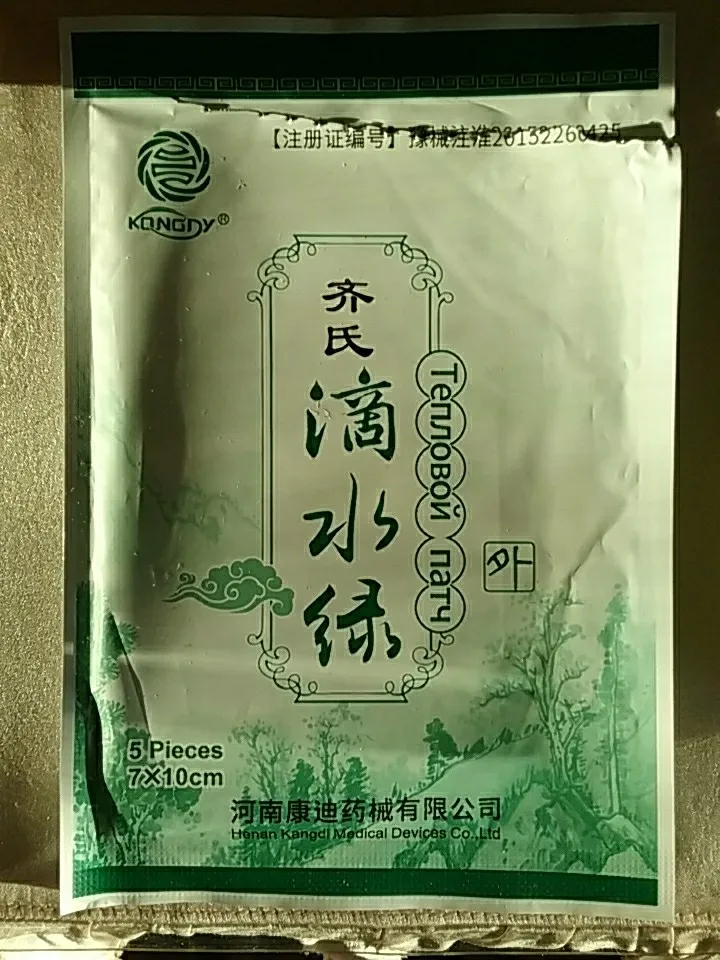 【注册证编号】豫械注准20132260425
KONGDY®
齐氏
滴水绿
Тепловой патч
外
5 Pieces
7X10cm
河南康迪药械有限公司
Henan Kangdi Medical Devices Co.,Ltd